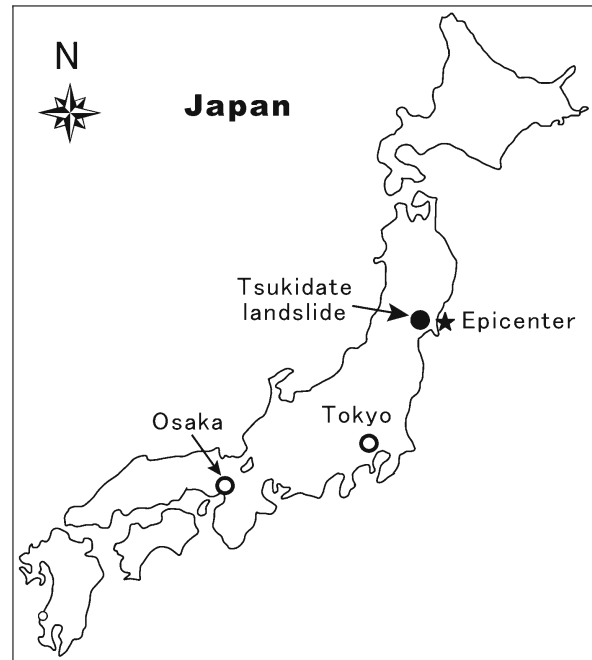 N
Japan
Tsukidate
landslide
Epicenter
Tokyo
Osaka